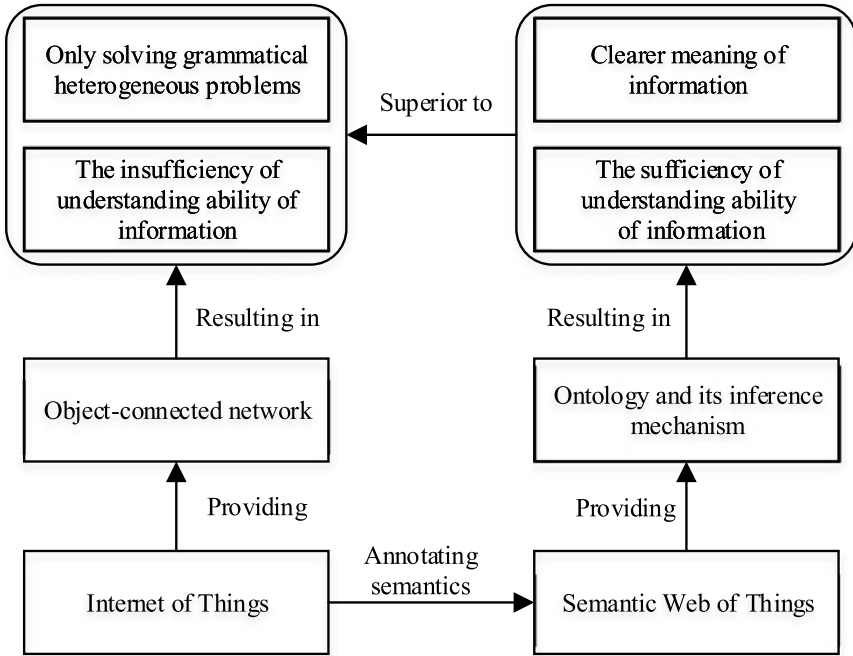 Only solving grammatical
heterogeneous problems
Clearer meaning of
information
Superior to
The insufficiency of
understanding ability of
information
The sufficiency of
understanding ability
of information
Resulting in
Resulting in
Object-connected network
Ontology and its inference
mechanism
Providing
Providing
Annotating
semantics
Internet of Things
Semantic Web of Things